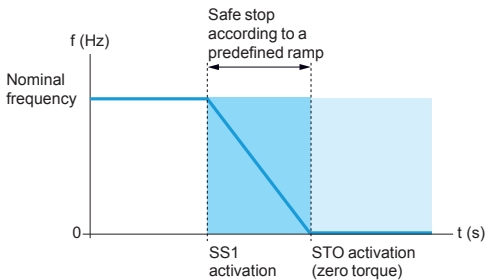 Safe stop
according to a
predefined ramp
f (Hz)
Nominal
frequency
0
t (s)
SS1
activation
STO activation
(zero torque)